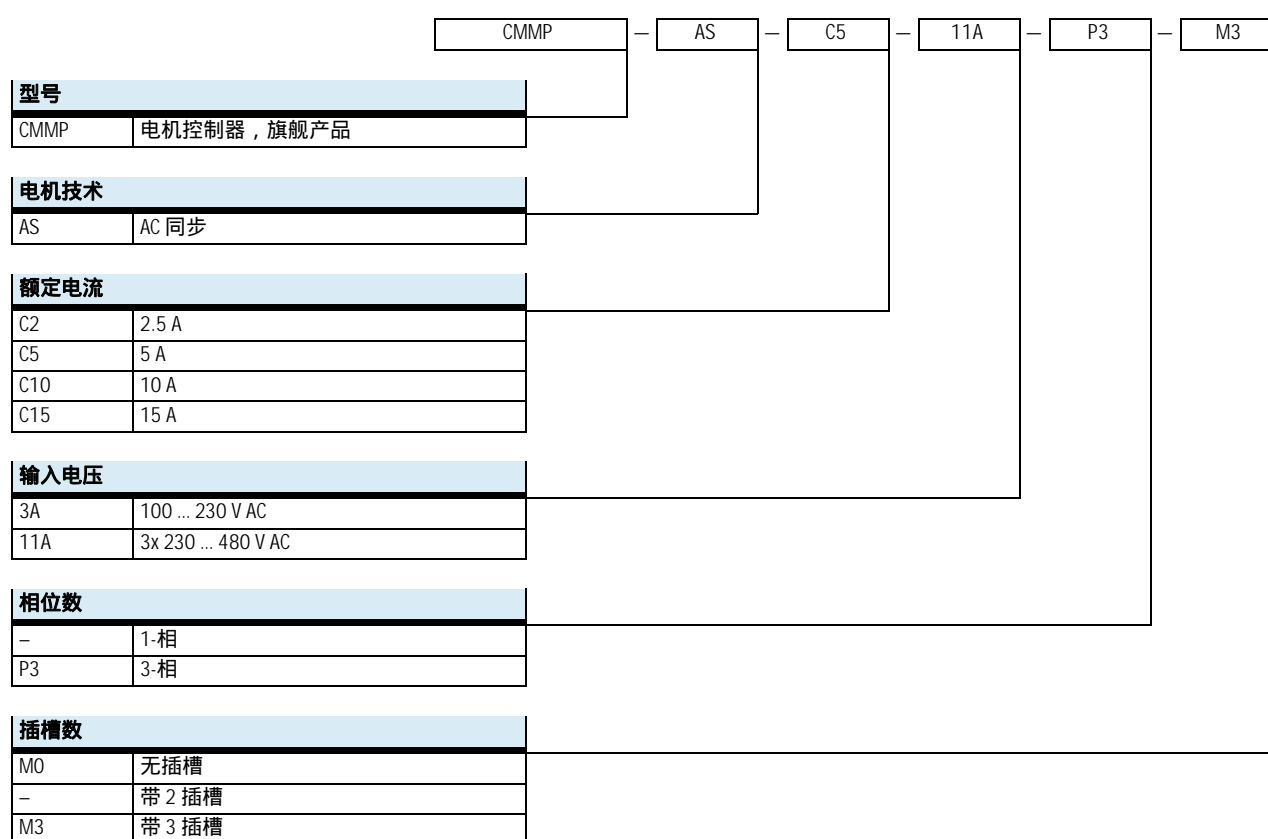 CMMP – AS – C5 – 11A – P3 – M3
型号
CMMP 电机控制器，旗舰产品
电机技术
AS AC 同步
额定电流
C2 2.5 A
C5 5 A
C10 10 A
C15 15 A
输入电压
3A 100 ... 230 V AC
11A 3x 230 ... 480 V AC
相位数
– 1-相
P3 3-相
插槽数
M0 无插槽
– 带 2 插槽
M3 带 3 插槽